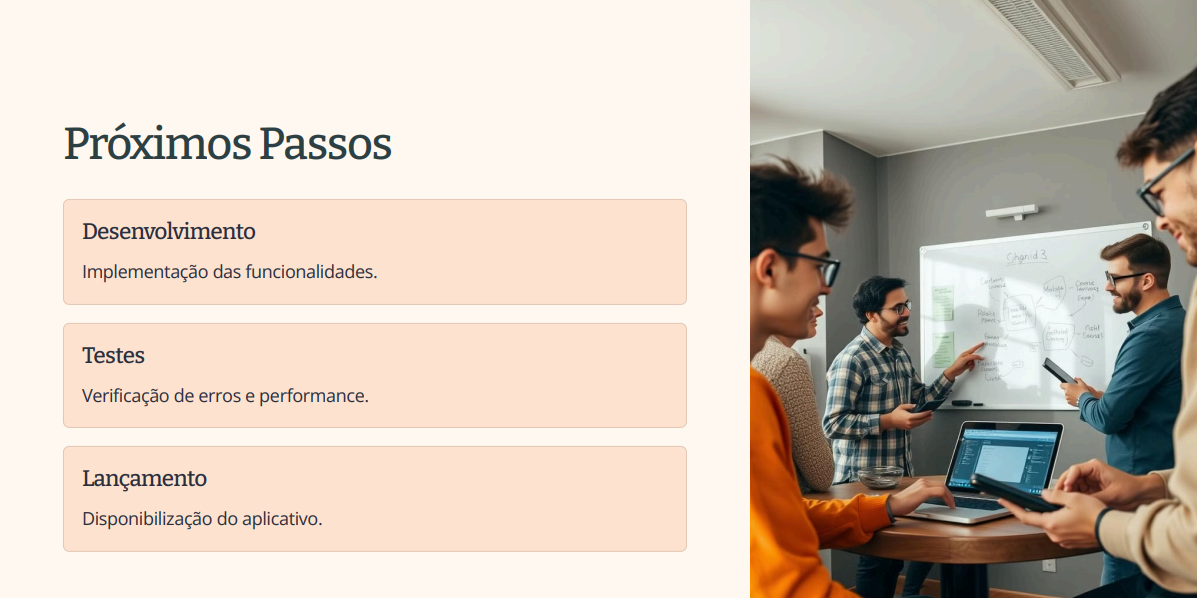 Próximos Passos
Desenvolvimento
Implementação das funcionalidades.
Testes
Verificação de erros e performance.
Lançamento
Disponibilização do aplicativo.